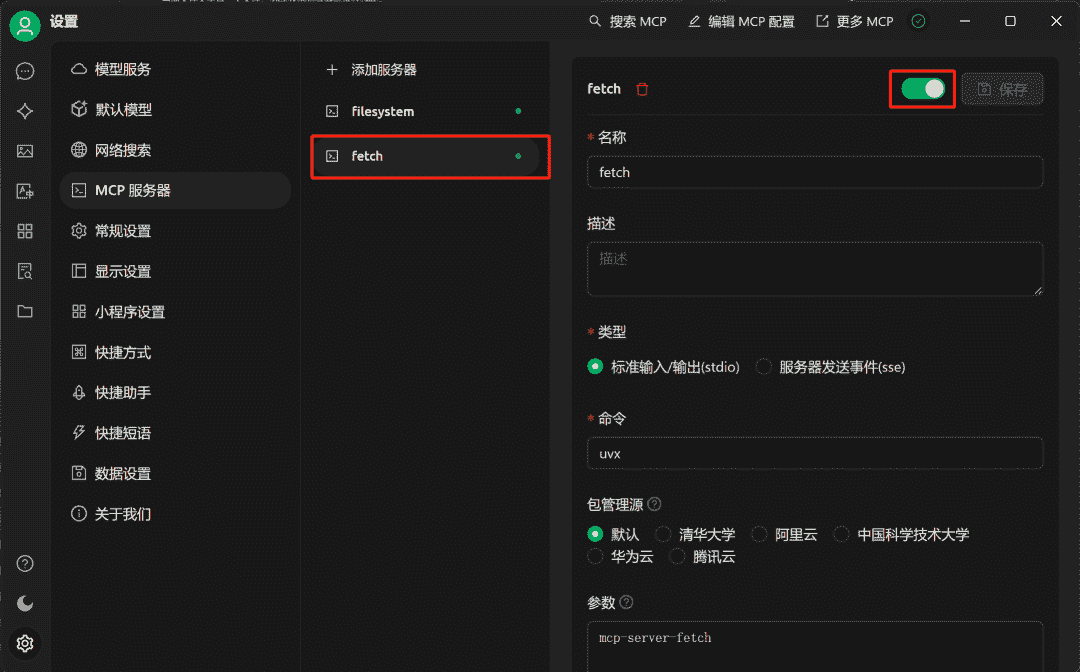 设置
搜索 MCP
编辑 MCP 配置
更多 MCP
模型服务
默认模型
网络搜索
MCP 服务器
常规设置
显示设置
小程序设置
快捷方式
快捷助手
快捷短语
数据设置
关于我们
添加服务器
filesystem
fetch
fetch
保存
* 名称
fetch
描述
描述
* 类型
标准输入/输出(stdio) 服务器发送事件(sse)
* 命令
uvx
包管理源
默认 清华大学 阿里云 中国科学技术大学
华为云 腾讯云
参数
mcp-server-fetch